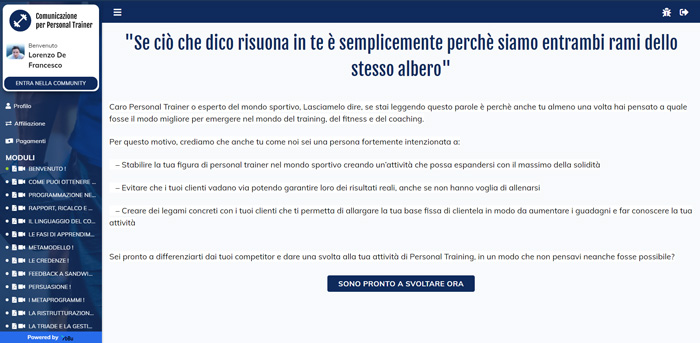 Comunicazione
per Personal Trainer
Benvenuto
Lorenzo De
Francesco
ENTRA NELLA COMMUNITY
Profilo
Affiliazione
Pagamenti
MODULI
BENVENUTO !
COME PUOI OTTENERE ...
PROGRAMMAZIONE NE...
RAPPORT, RICALCO E ...
IL LINGUAGGIO DEL CO...
LE FASI DI APPRENDIM...
METAMODELLO !
LE CREDENZE !
FEEDBACK A SANDWI...
PERSUASIONE !
I METAPROGRAMMI !
LA RISTRUTTURAZION...
LA TRIADE E LA GESTI...
Powered by
"Se ciò che dico risuona in te è semplicemente perchè siamo entrambi rami dello
stesso albero"
Caro Personal Trainer o esperto del mondo sportivo, Lasciamelo dire, se stai leggendo questo parole è perchè anche tu almeno una volta hai pensato a quale
fosse il modo migliore per emergere nel mondo del training, del fitness e del coaching.
Per questo motivo, crediamo che anche tu come noi sei una persona fortemente intenzionata a:
– Stabilire la tua figura di personal trainer nel mondo sportivo creando un'attività che possa espandersi con il massimo della solidità
– Evitare che i tuoi clienti vadano via potendo garantire loro dei risultati reali, anche se non hanno voglia di allenarsi
– Creare dei legami concreti con i tuoi clienti che ti permetta di allargare la tua base fissa di clientela in modo da aumentare i guadagni e far conoscere la tua
attività
Sei pronto a differenziarti dai tuoi competitor e dare una svolta alla tua attività di Personal Training, in un modo che non pensavi neanche fosse possibile?
SONO PRONTO A SVOLTARE ORA